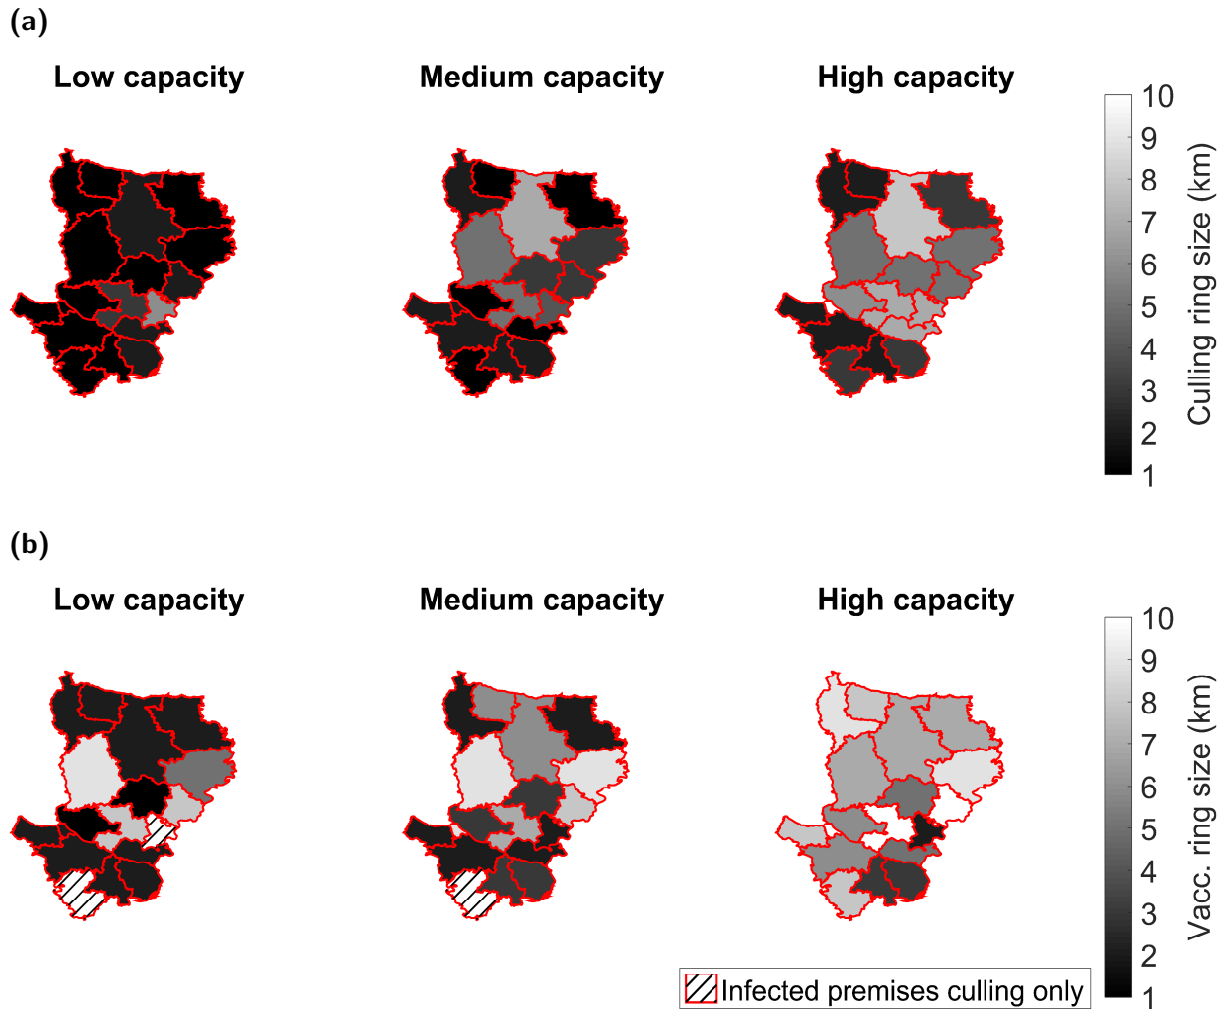 (a)
Low capacity
Medium capacity
High capacity
10
9
8
7
6
5
4
3
2
1
Culling ring size (km)
(b)
Low capacity
Medium capacity
High capacity
10
9
8
7
6
5
4
3
2
1
Vacc. ring size (km)
Infected premises culling only